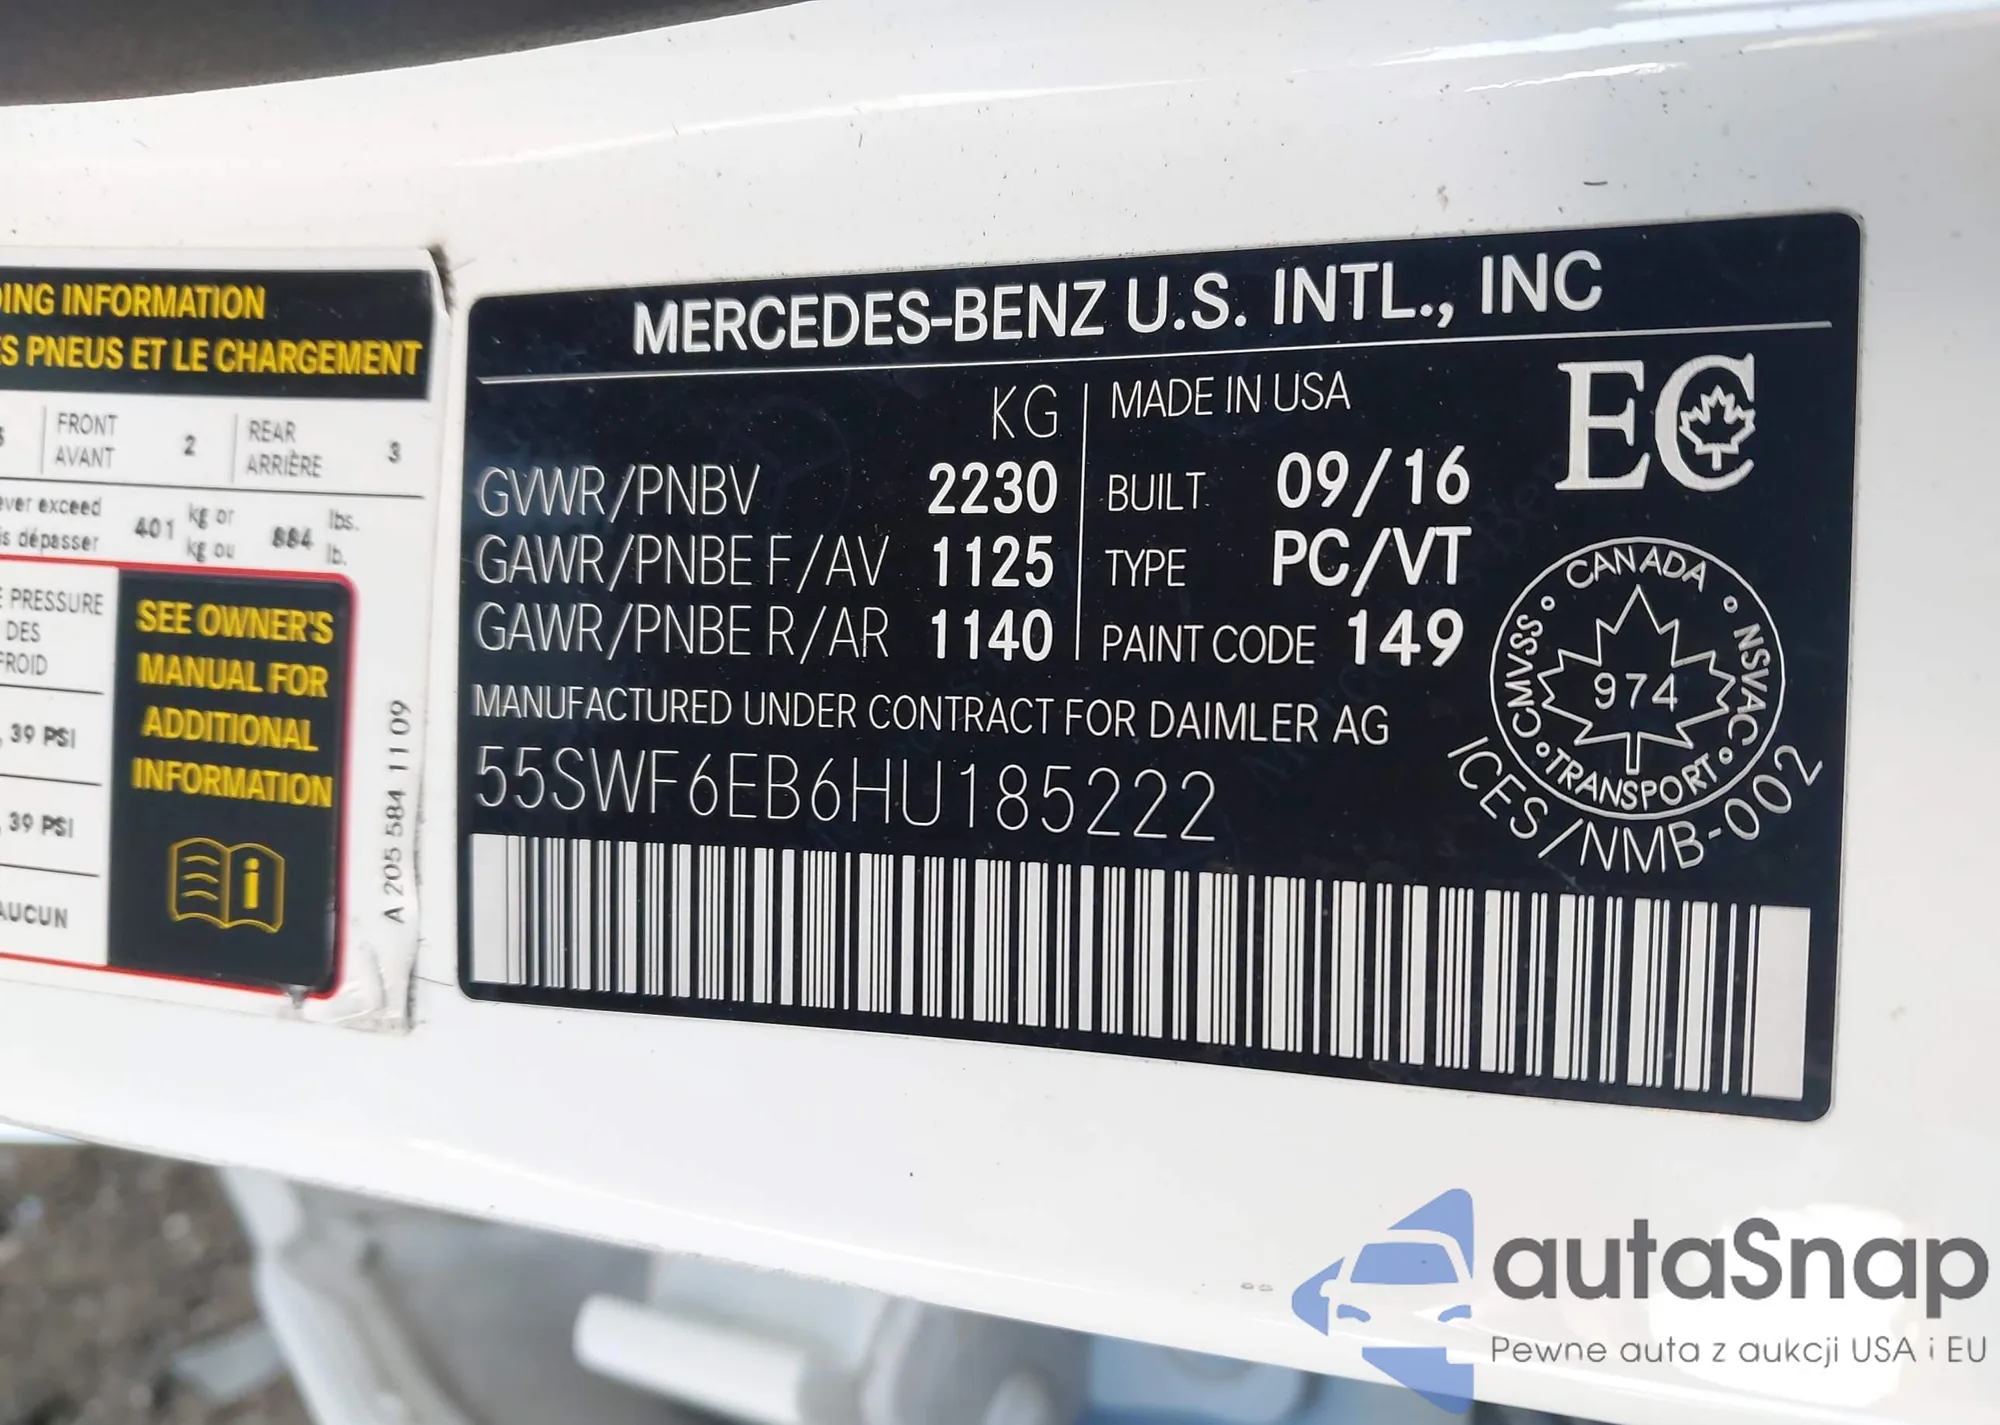 ING INFORMATION
ES PNEUS ET LE CHARGEMENT
FRONT
AVANT
2
REAR
ARRIÈRE
3
ever exceed
is dépasser
401
kg or
kg ou
884
lbs.
lb.
PRESSURE
DES
FROID
39 PSI
39 PSI
AUCUN
SEE OWNER'S
MANUAL FOR
ADDITIONAL
INFORMATION
i
A 205 584 11 09
MERCEDES-BENZ U.S. INTL., INC
KG
GVWR/PNBV 2230
GAWR/PNBE F/AV 1125
GAWR/PNBE R/AR 1140
MADE IN USA
BUILT 09/16
TYPE PC/VT
PAINT CODE 149
MANUFACTURED UNDER CONTRACT FOR DAIMLER AG
55SWF6EB6HU185222
EC
CANADA
CMVSS
NSVAC
974
TRANSPORT
ICES/NMB-002
autaSnap
Pewne auta z aukcji USA i EU